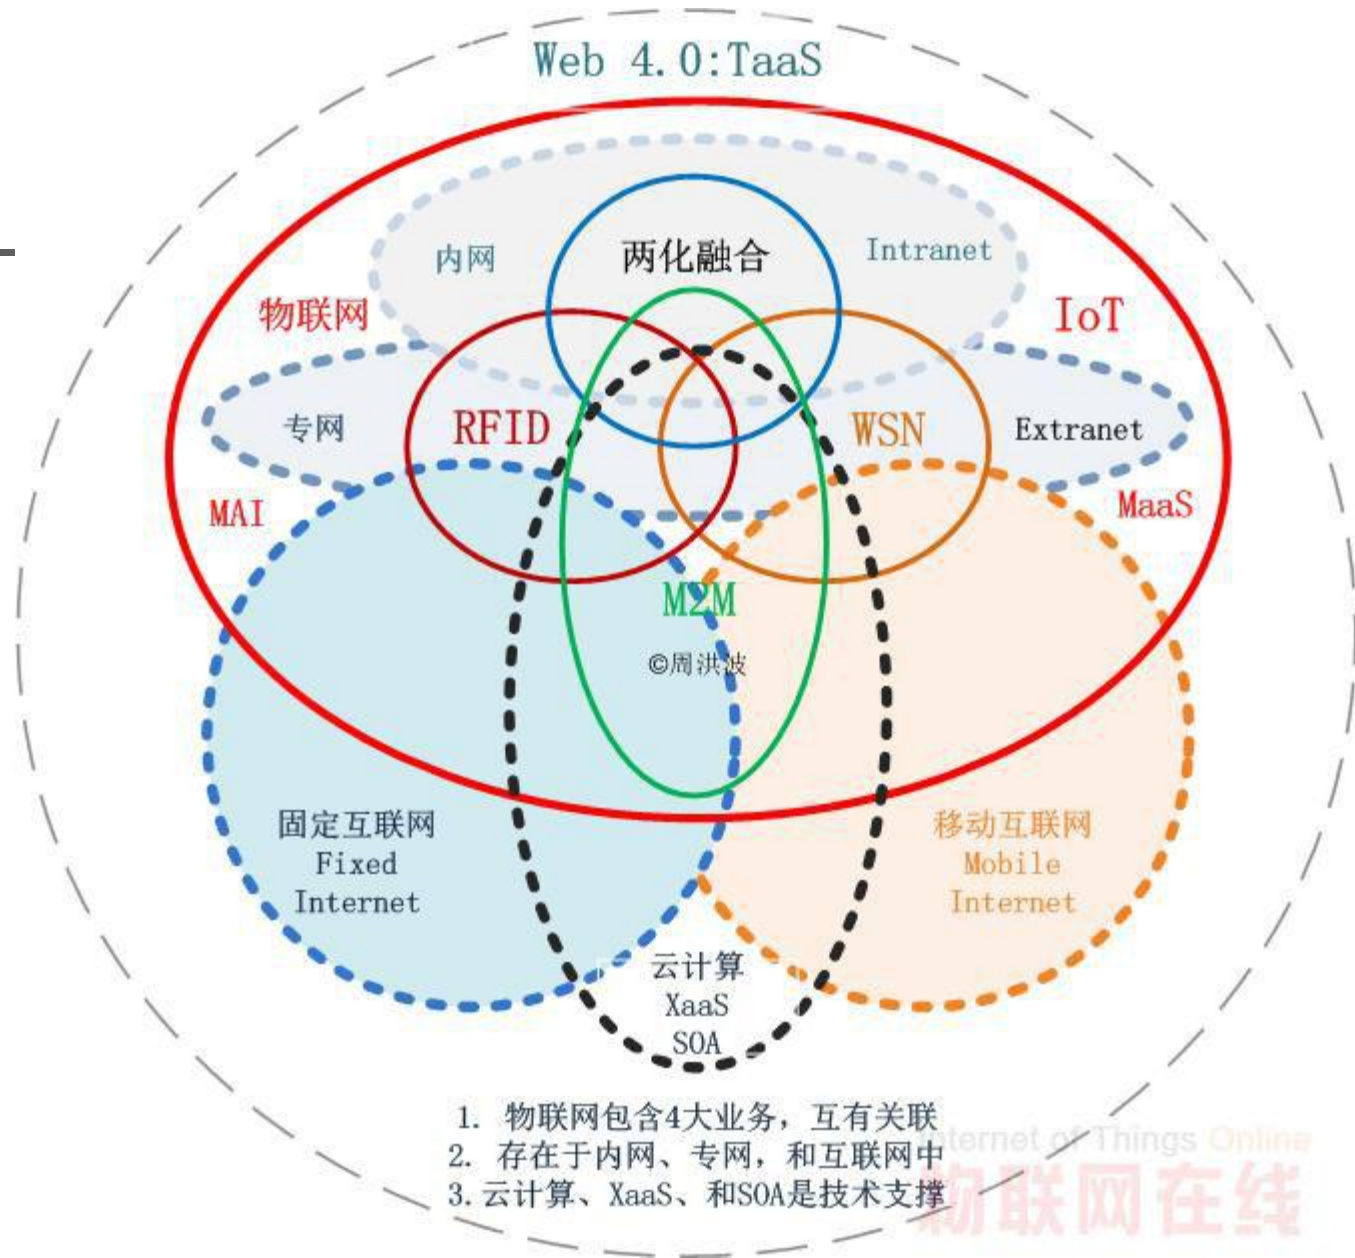 Web 4.0:TaaS
内网
两化融合
Intranet
物联网
IoT
专网
RFID
WSN
Extranet
MAI
MaaS
M2M
©周洪波
固定互联网
Fixed
Internet
移动互联网
Mobile
Internet
云计算
XaaS
SOA
1. 物联网包含4大业务，互有关联
2. 存在于内网、专网，和互联网中
3. 云计算、XaaS、和SOA是技术支撑
Internet of Things Online
物联网在线